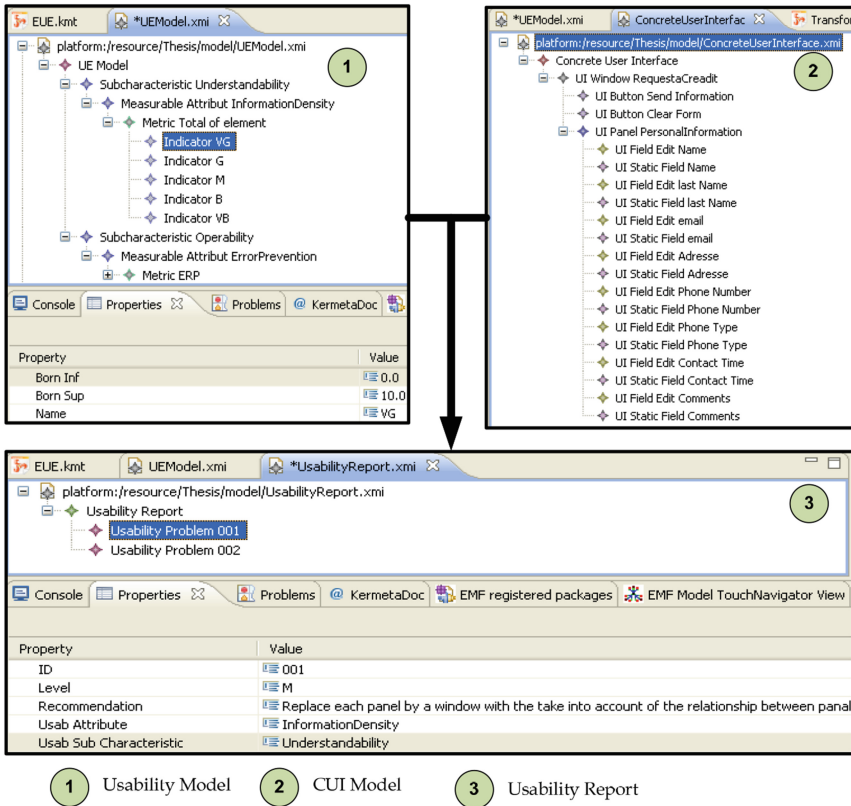 EUE.kmt
*UEModel.xmi
platform:/resource/Thesis/model/UEModel.xmi
UE Model
Subcharacteristic Understandability
Measurable Attribut InformationDensity
Metric Total of element
Indicator VG
Indicator G
Indicator M
Indicator B
Indicator VB
Subcharacteristic Operability
Measurable Attribut ErrorPrevention
Metric ERP
1
Console
Properties
Problems
@ KermetaDoc
Property Value
Born Inf 0.0
Born Sup 10.0
Name VG
*UEModel.xmi
ConcreteUserInterfac
Transfor
platform:/resource/Thesis/model/ConcreteUserInterface.xmi
Concrete User Interface
UI Window RequestaCreadit
UI Button Send Information
UI Button Clear Form
UI Panel PersonalInformation
UI Field Edit Name
UI Static Field Name
UI Field Edit last Name
UI Static Field last Name
UI Field Edit email
UI Static Field email
UI Field Edit Adresse
UI Static Field Adresse
UI Field Edit Phone Number
UI Static Field Phone Number
UI Field Edit Phone Type
UI Static Field Phone Type
UI Field Edit Contact Time
UI Static Field Contact Time
UI Field Edit Comments
UI Static Field Comments
2
EUE.kmt
UEModel.xmi
*UsabilityReport.xmi
platform:/resource/Thesis/model/UsabilityReport.xmi
Usability Report
Usability Problem 001
Usability Problem 002
3
Console
Properties
Problems
@ KermetaDoc
EMF registered packages
EMF Model TouchNavigator View
Property Value
ID 001
Level M
Recommendation Replace each panel by a window with the take into account of the relationship between panal
Usab Attribute InformationDensity
Usab Sub Characteristic Understandability
1 Usability Model
2 CUI Model
3 Usability Report